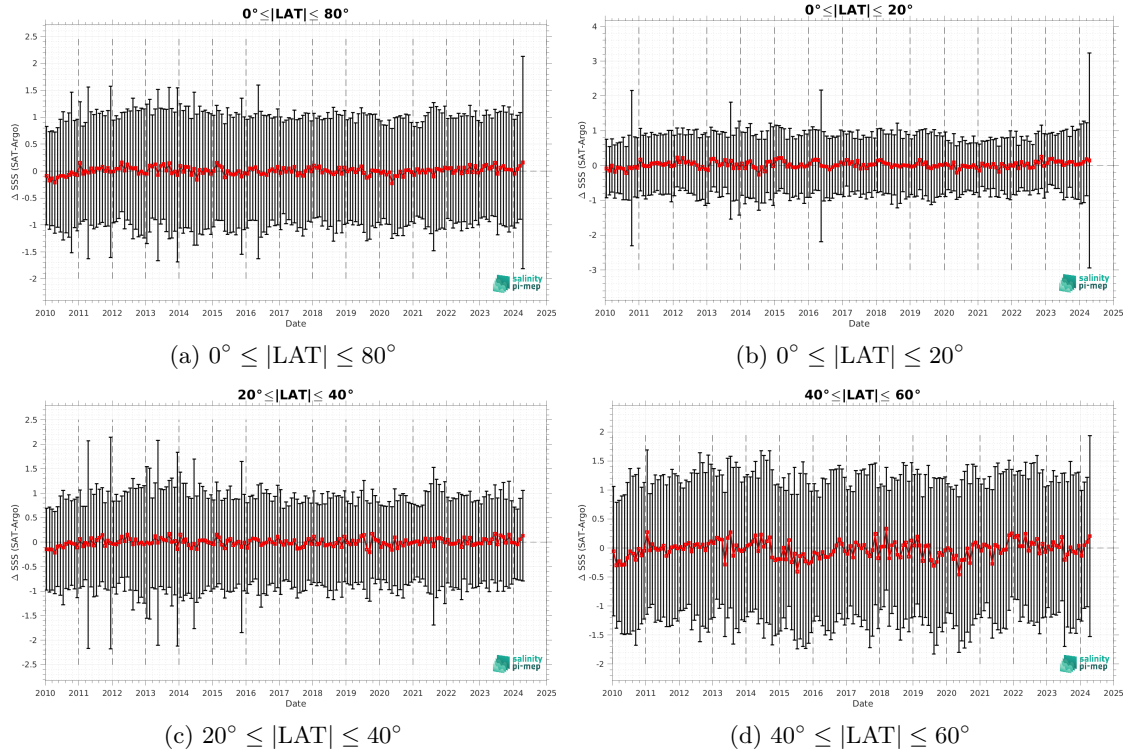 0°≤|LAT|≤ 80°
2.5
2
1.5
1
0.5
0
-0.5
-1
-1.5
-2
Δ SSS (SAT-Argo)
2010 2011 2012 2013 2014 2015 2016 2017 2018 2019 2020 2021 2022 2023 2024 2025
Date
salinity
pi-mep
(a) 0° ≤ |LAT| ≤ 80°
0°≤|LAT|≤ 20°
4
3
2
1
0
-1
-2
-3
Δ SSS (SAT-Argo)
2010 2011 2012 2013 2014 2015 2016 2017 2018 2019 2020 2021 2022 2023 2024 2025
Date
salinity
pi-mep
(b) 0° ≤ |LAT| ≤ 20°
20°≤|LAT|≤ 40°
2.5
2
1.5
1
0.5
0
-0.5
-1
-1.5
-2
-2.5
Δ SSS (SAT-Argo)
2010 2011 2012 2013 2014 2015 2016 2017 2018 2019 2020 2021 2022 2023 2024 2025
Date
salinity
pi-mep
(c) 20° ≤ |LAT| ≤ 40°
40°≤|LAT|≤ 60°
2
1.5
1
0.5
0
-0.5
-1
-1.5
-2
Δ SSS (SAT-Argo)
2010 2011 2012 2013 2014 2015 2016 2017 2018 2019 2020 2021 2022 2023 2024 2025
Date
salinity
pi-mep
(d) 40° ≤ |LAT| ≤ 60°